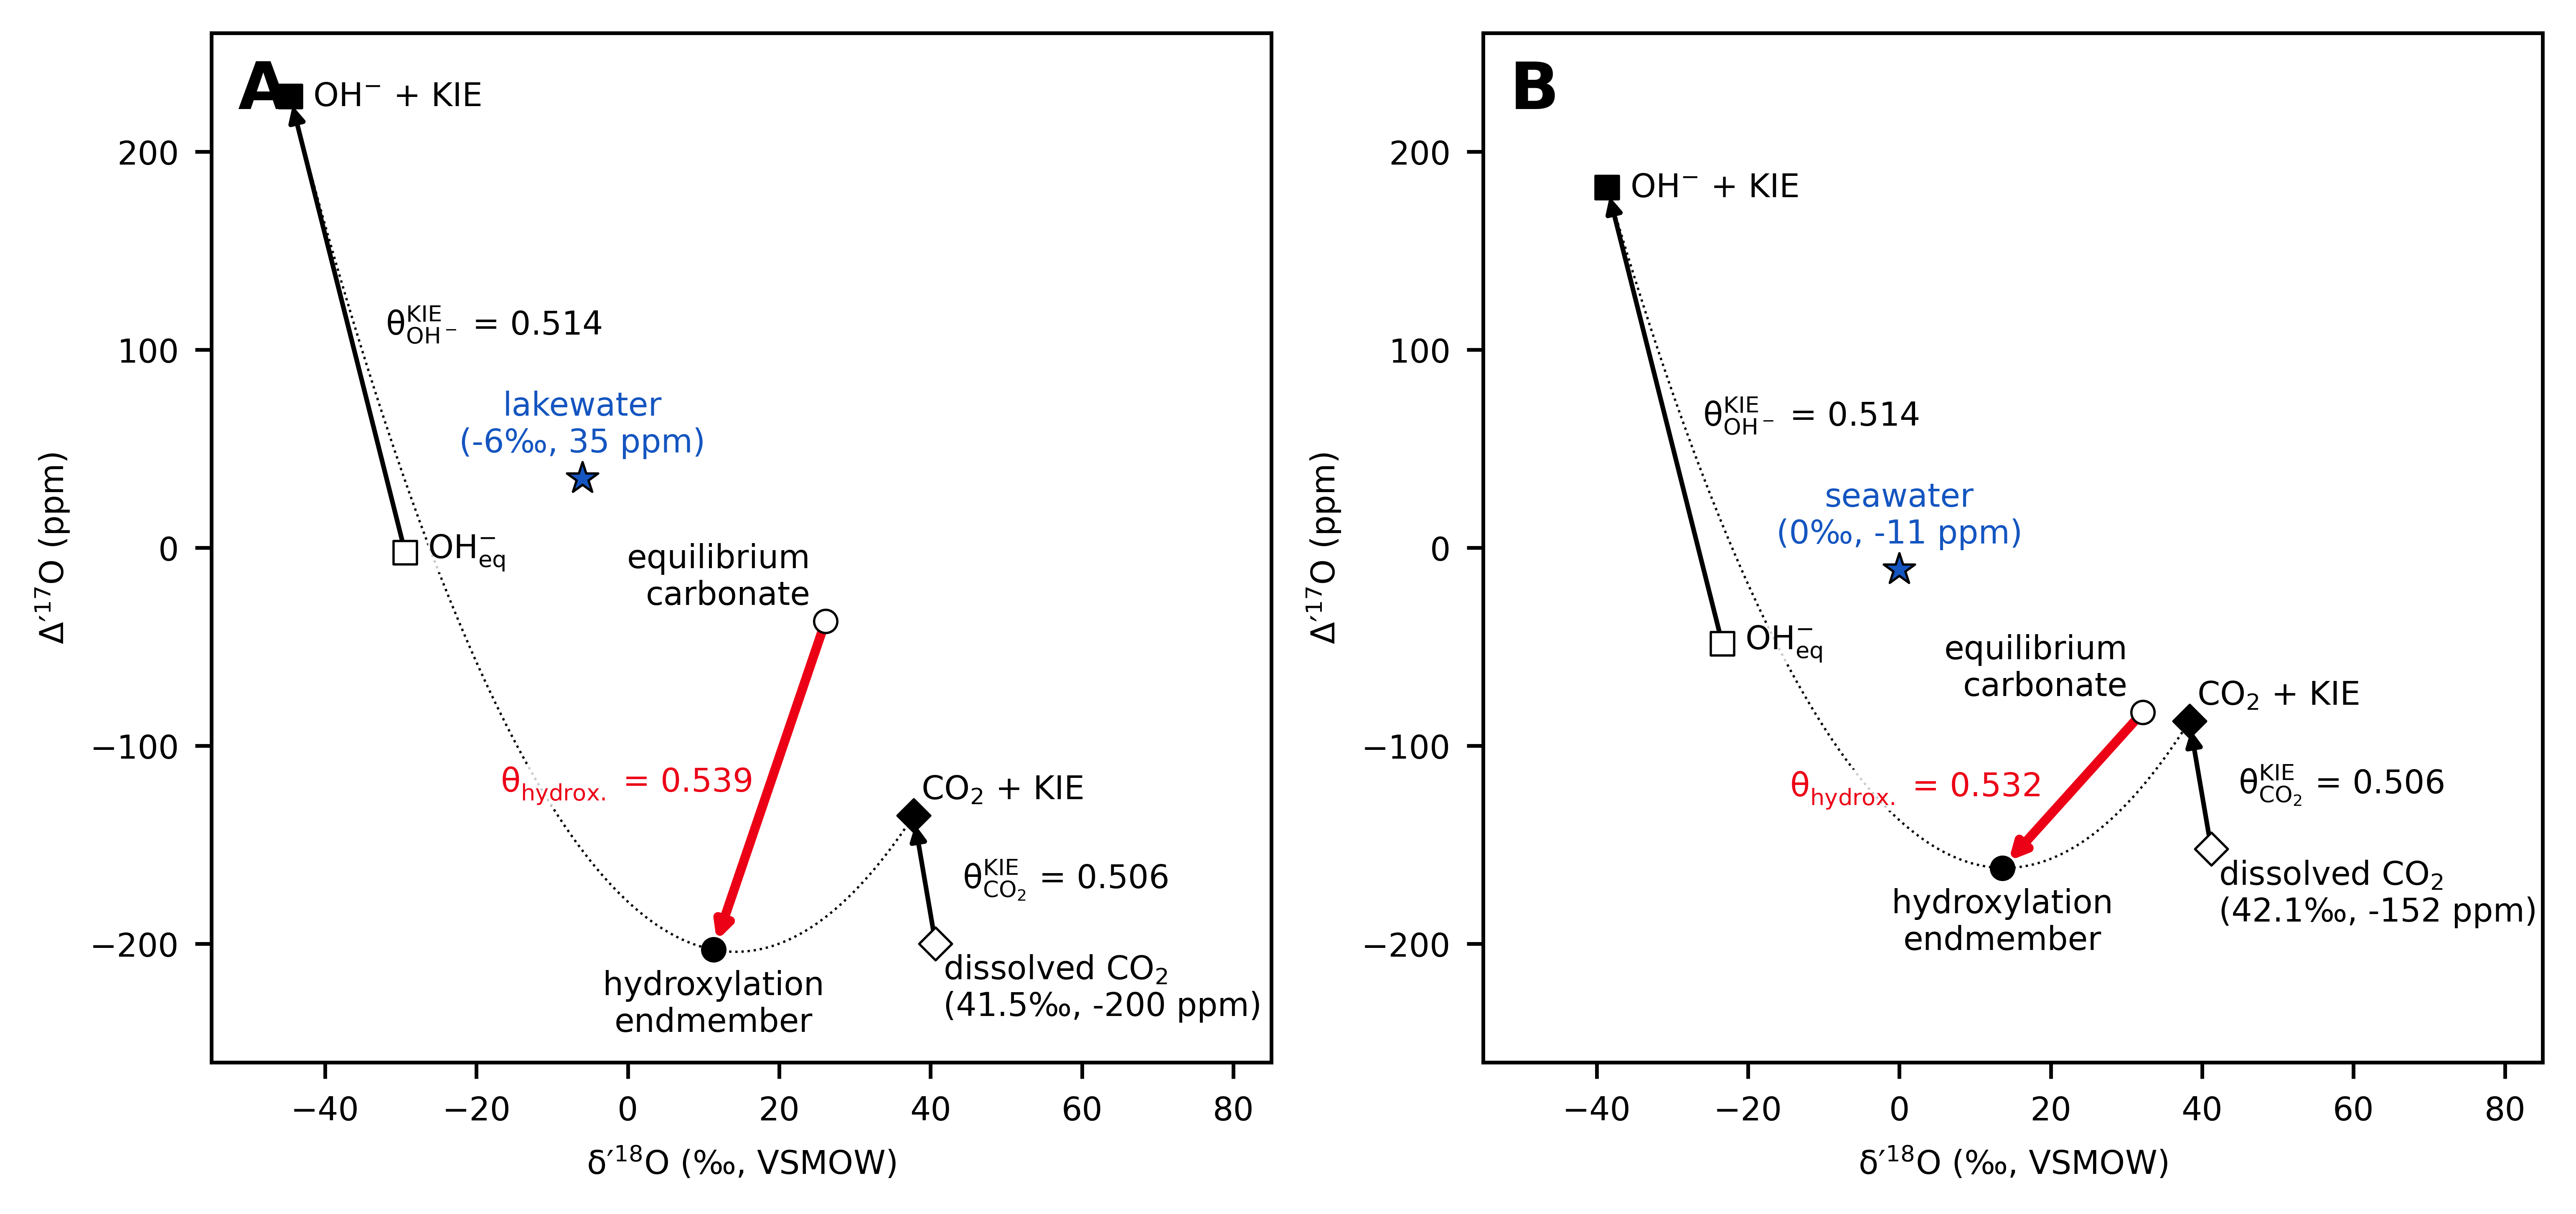 A
OH⁻ + KIE
200
θ^KIE_OH⁻ = 0.514
100
lakewater
(-6‰, 35 ppm)
OH⁻_eq
0
equilibrium
carbonate
Δ′¹⁷O (ppm)
θ_hydrox. = 0.539
−100
CO₂ + KIE
θ^KIE_CO₂ = 0.506
−200
dissolved CO₂
(41.5‰, -200 ppm)
hydroxylation
endmember
−40 −20 0 20 40 60 80
δ′¹⁸O (‰, VSMOW)
B
200
OH⁻ + KIE
100
θ^KIE_OH⁻ = 0.514
seawater
(0‰, -11 ppm)
0
OH⁻_eq
equilibrium
carbonate
Δ′¹⁷O (ppm)
CO₂ + KIE
−100
θ_hydrox. = 0.532
θ^KIE_CO₂ = 0.506
dissolved CO₂
(42.1‰, -152 ppm)
hydroxylation
endmember
−200
−40 −20 0 20 40 60 80
δ′¹⁸O (‰, VSMOW)